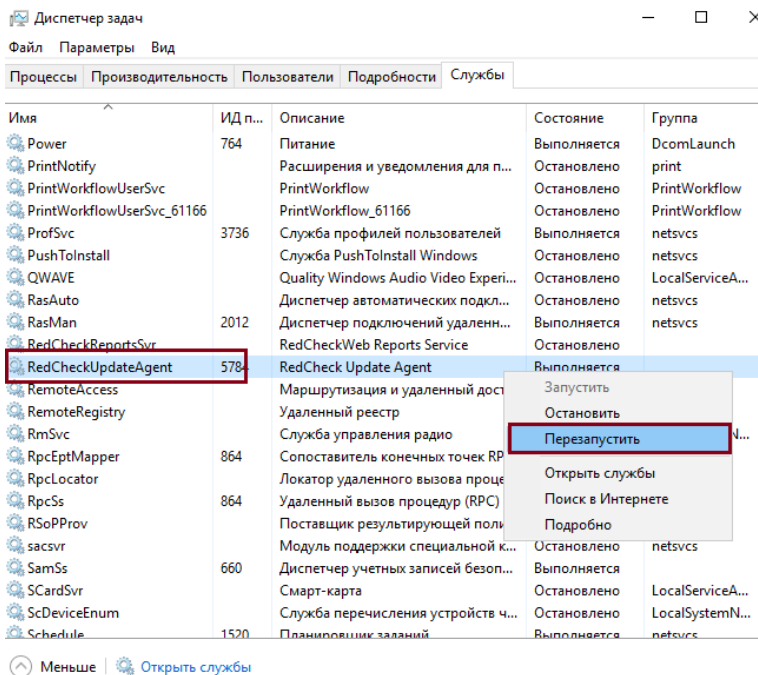 Диспетчер задач
Файл Параметры Вид
Процессы Производительность Пользователи Подробности Службы
Имя ИД п... Описание Состояние Группа
Power 764 Питание Выполняется DcomLaunch
PrintNotify Расширения и уведомления для п... Остановлено print
PrintWorkflowUserSvc PrintWorkflow Остановлено PrintWorkflow
PrintWorkflowUserSvc_61166 PrintWorkflow_61166 Остановлено PrintWorkflow
ProfSvc 3736 Служба профилей пользователей Выполняется netsvcs
PushToInstall Служба PushToInstall Windows Остановлено netsvcs
QWAVE Quality Windows Audio Video Experi... Остановлено LocalServiceA...
RasAuto Диспетчер автоматических подкл... Остановлено netsvcs
RasMan 2012 Диспетчер подключений удаленн... Выполняется netsvcs
RedCheckReportsSvr RedCheckWeb Reports Service Остановлено
RedCheckUpdateAgent 5784 RedCheck Update Agent Выполняется
RemoteAccess Маршрутизация и удаленный дост
RemoteRegistry Удаленный реестр
RmSvc Служба управления радио
RpcEptMapper 864 Сопоставитель конечных точек RP
RpcLocator Локатор удаленного вызова проце
RpcSs 864 Удаленный вызов процедур (RPC)
RSoPProv Поставщик результирующей поли
sacsvr Модуль поддержки специальной к... Остановлено netsvcs
SamSs 660 Диспетчер учетных записей безоп... Выполняется
SCardSvr Смарт-карта Остановлено LocalServiceA...
ScDeviceEnum Служба перечисления устройств ч... Остановлено LocalSystemN...
Schedule 1520 Планировщик заданий Выполняется netsvcs
Запустить
Остановить
Перезапустить
Открыть службы
Поиск в Интернете
Подробно
Меньше Открыть службы